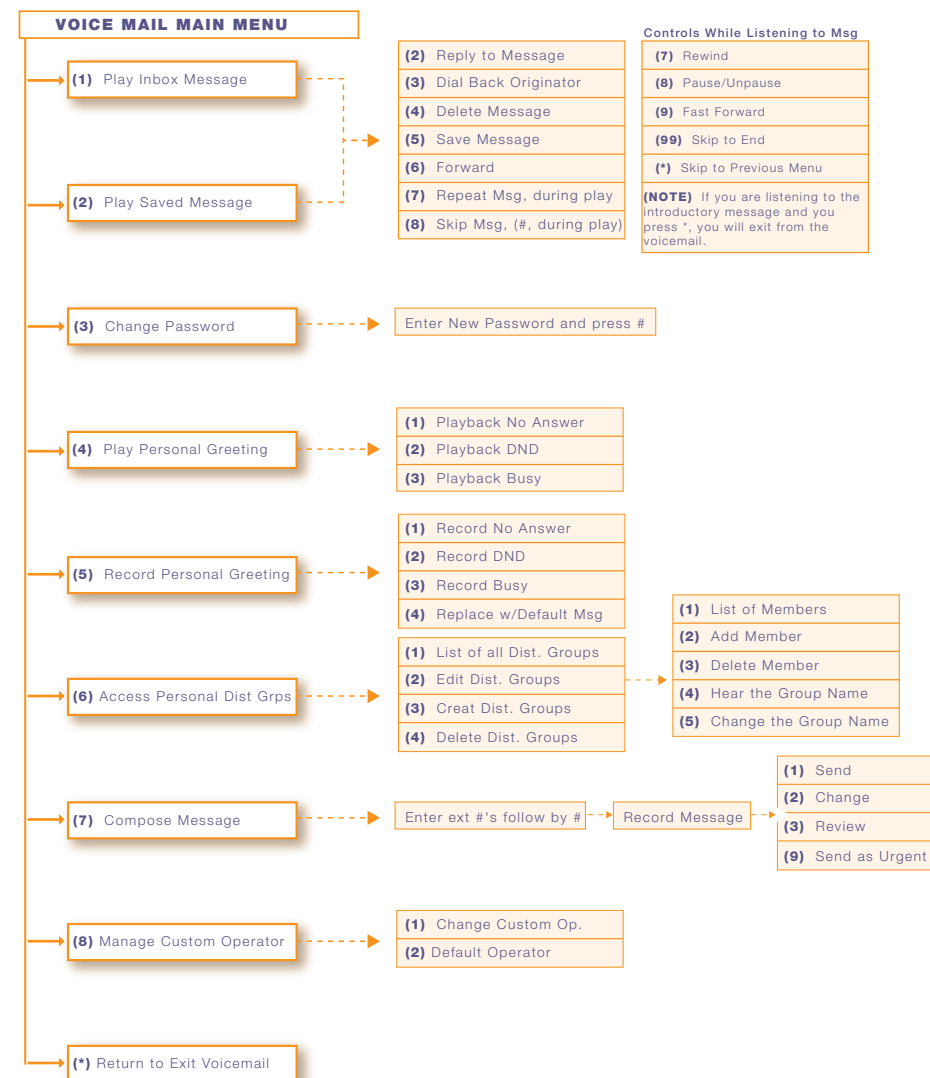 VOICE MAIL MAIN MENU
(1) Play Inbox Message
(2) Play Saved Message
(2) Reply to Message
(3) Dial Back Originator
(4) Delete Message
(5) Save Message
(6) Forward
(7) Repeat Msg, during play
(8) Skip Msg, (#, during play)
Controls While Listening to Msg
(7) Rewind
(8) Pause/Unpause
(9) Fast Forward
(99) Skip to End
(*) Skip to Previous Menu
(NOTE) If you are listening to the
introductory message and you
press *, you will exit from the
voicemail.
(3) Change Password
Enter New Password and press #
(4) Play Personal Greeting
(1) Playback No Answer
(2) Playback DND
(3) Playback Busy
(5) Record Personal Greeting
(1) Record No Answer
(2) Record DND
(3) Record Busy
(4) Replace w/Default Msg
(6) Access Personal Dist Grps
(1) List of all Dist. Groups
(2) Edit Dist. Groups
(3) Creat Dist. Groups
(4) Delete Dist. Groups
(1) List of Members
(2) Add Member
(3) Delete Member
(4) Hear the Group Name
(5) Change the Group Name
(7) Compose Message
Enter ext #'s follow by #
Record Message
(1) Send
(2) Change
(3) Review
(9) Send as Urgent
(8) Manage Custom Operator
(1) Change Custom Op.
(2) Default Operator
(*) Return to Exit Voicemail